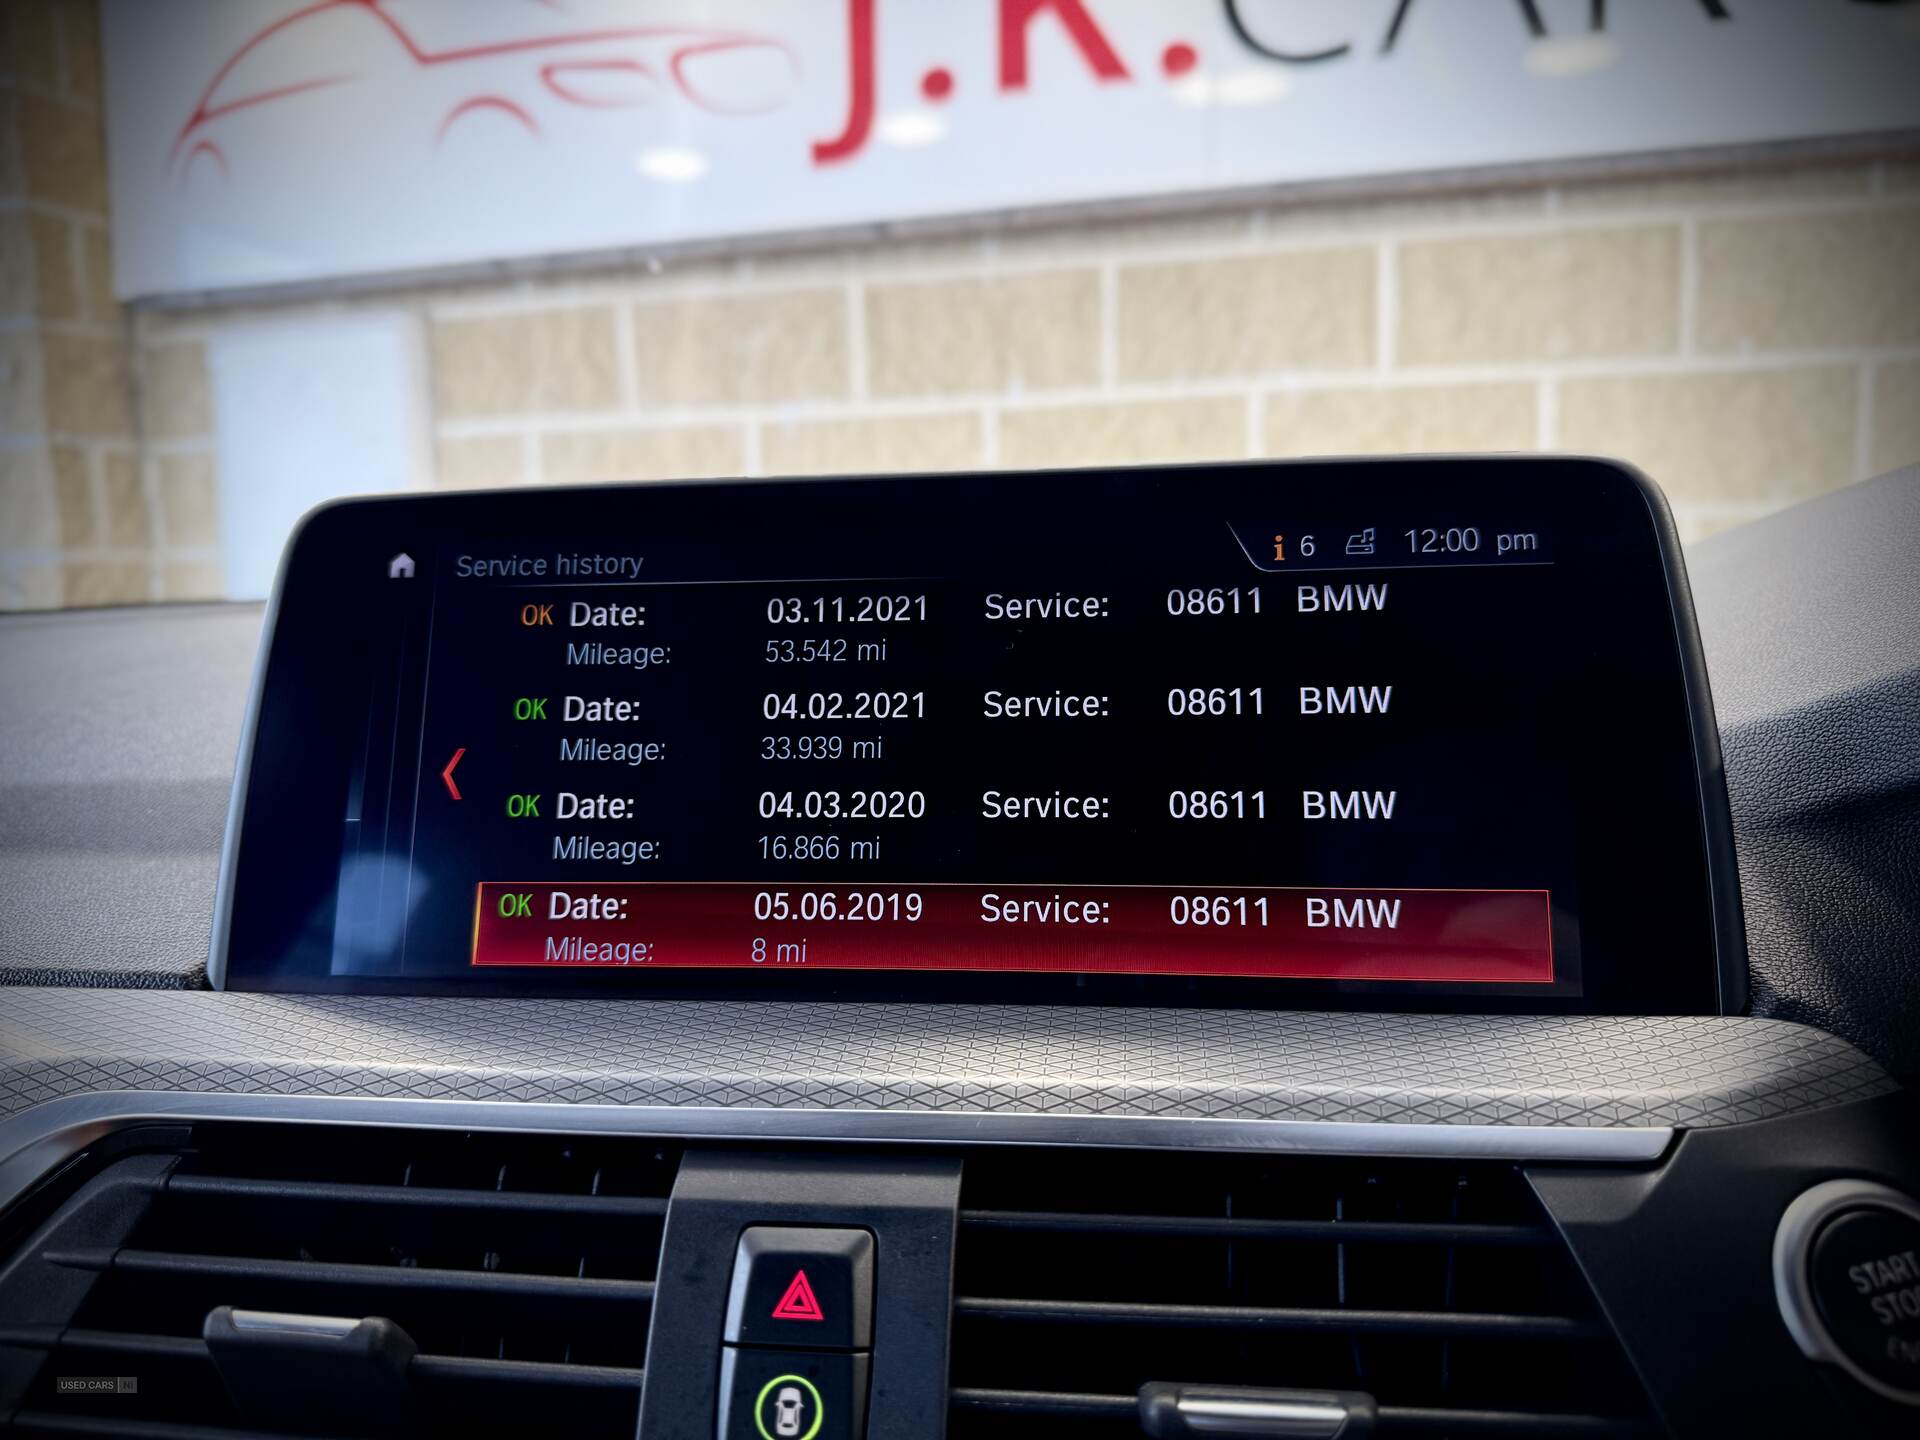 J.K.
Service history
i 6 12:00 pm
OK Date: 03.11.2021 Service: 08611 BMW
Mileage: 53.542 mi
OK Date: 04.02.2021 Service: 08611 BMW
Mileage: 33.939 mi
OK Date: 04.03.2020 Service: 08611 BMW
Mileage: 16.866 mi
OK Date: 05.06.2019 Service: 08611 BMW
Mileage: 8 mi
START
USED CARS NI